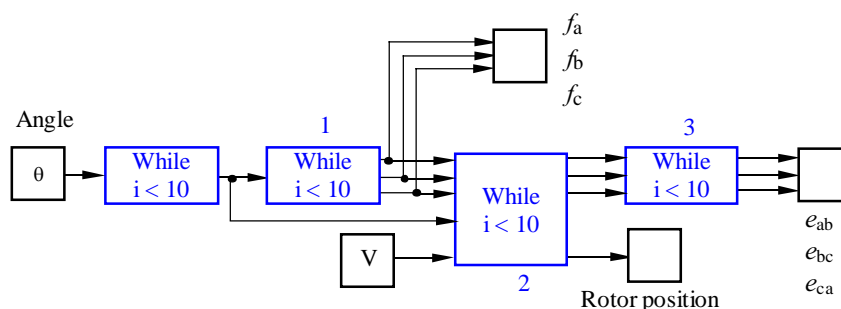 fa
fb
fc
Angle
1
3
θ
While
i < 10
While
i < 10
While
i < 10
While
i < 10
V
2
Rotor position
eab
ebc
eca